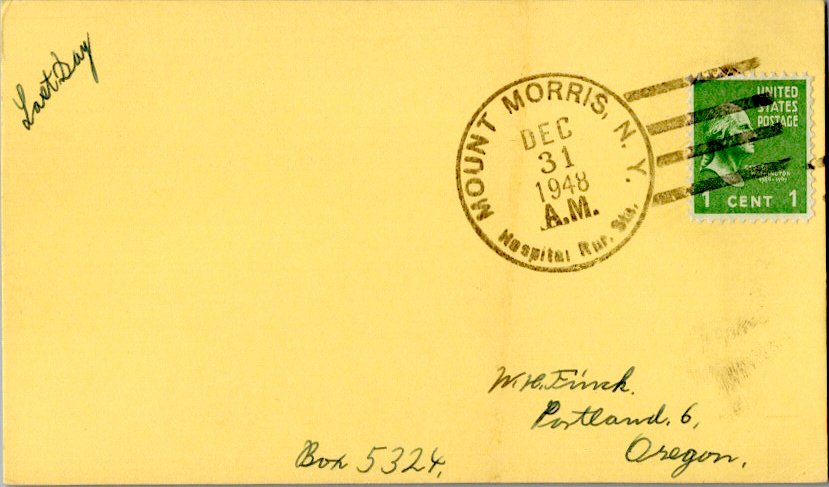 Last Day
MOUNT MORRIS, N.Y.
DEC
31
1948
A.M.
Hospital Rur. Sta.
UNITED
STATES
POSTAGE
WASHINGTON
1 CENT 1
W.H. Finck.
Portland. 6,
Oregon.
Box 5324.